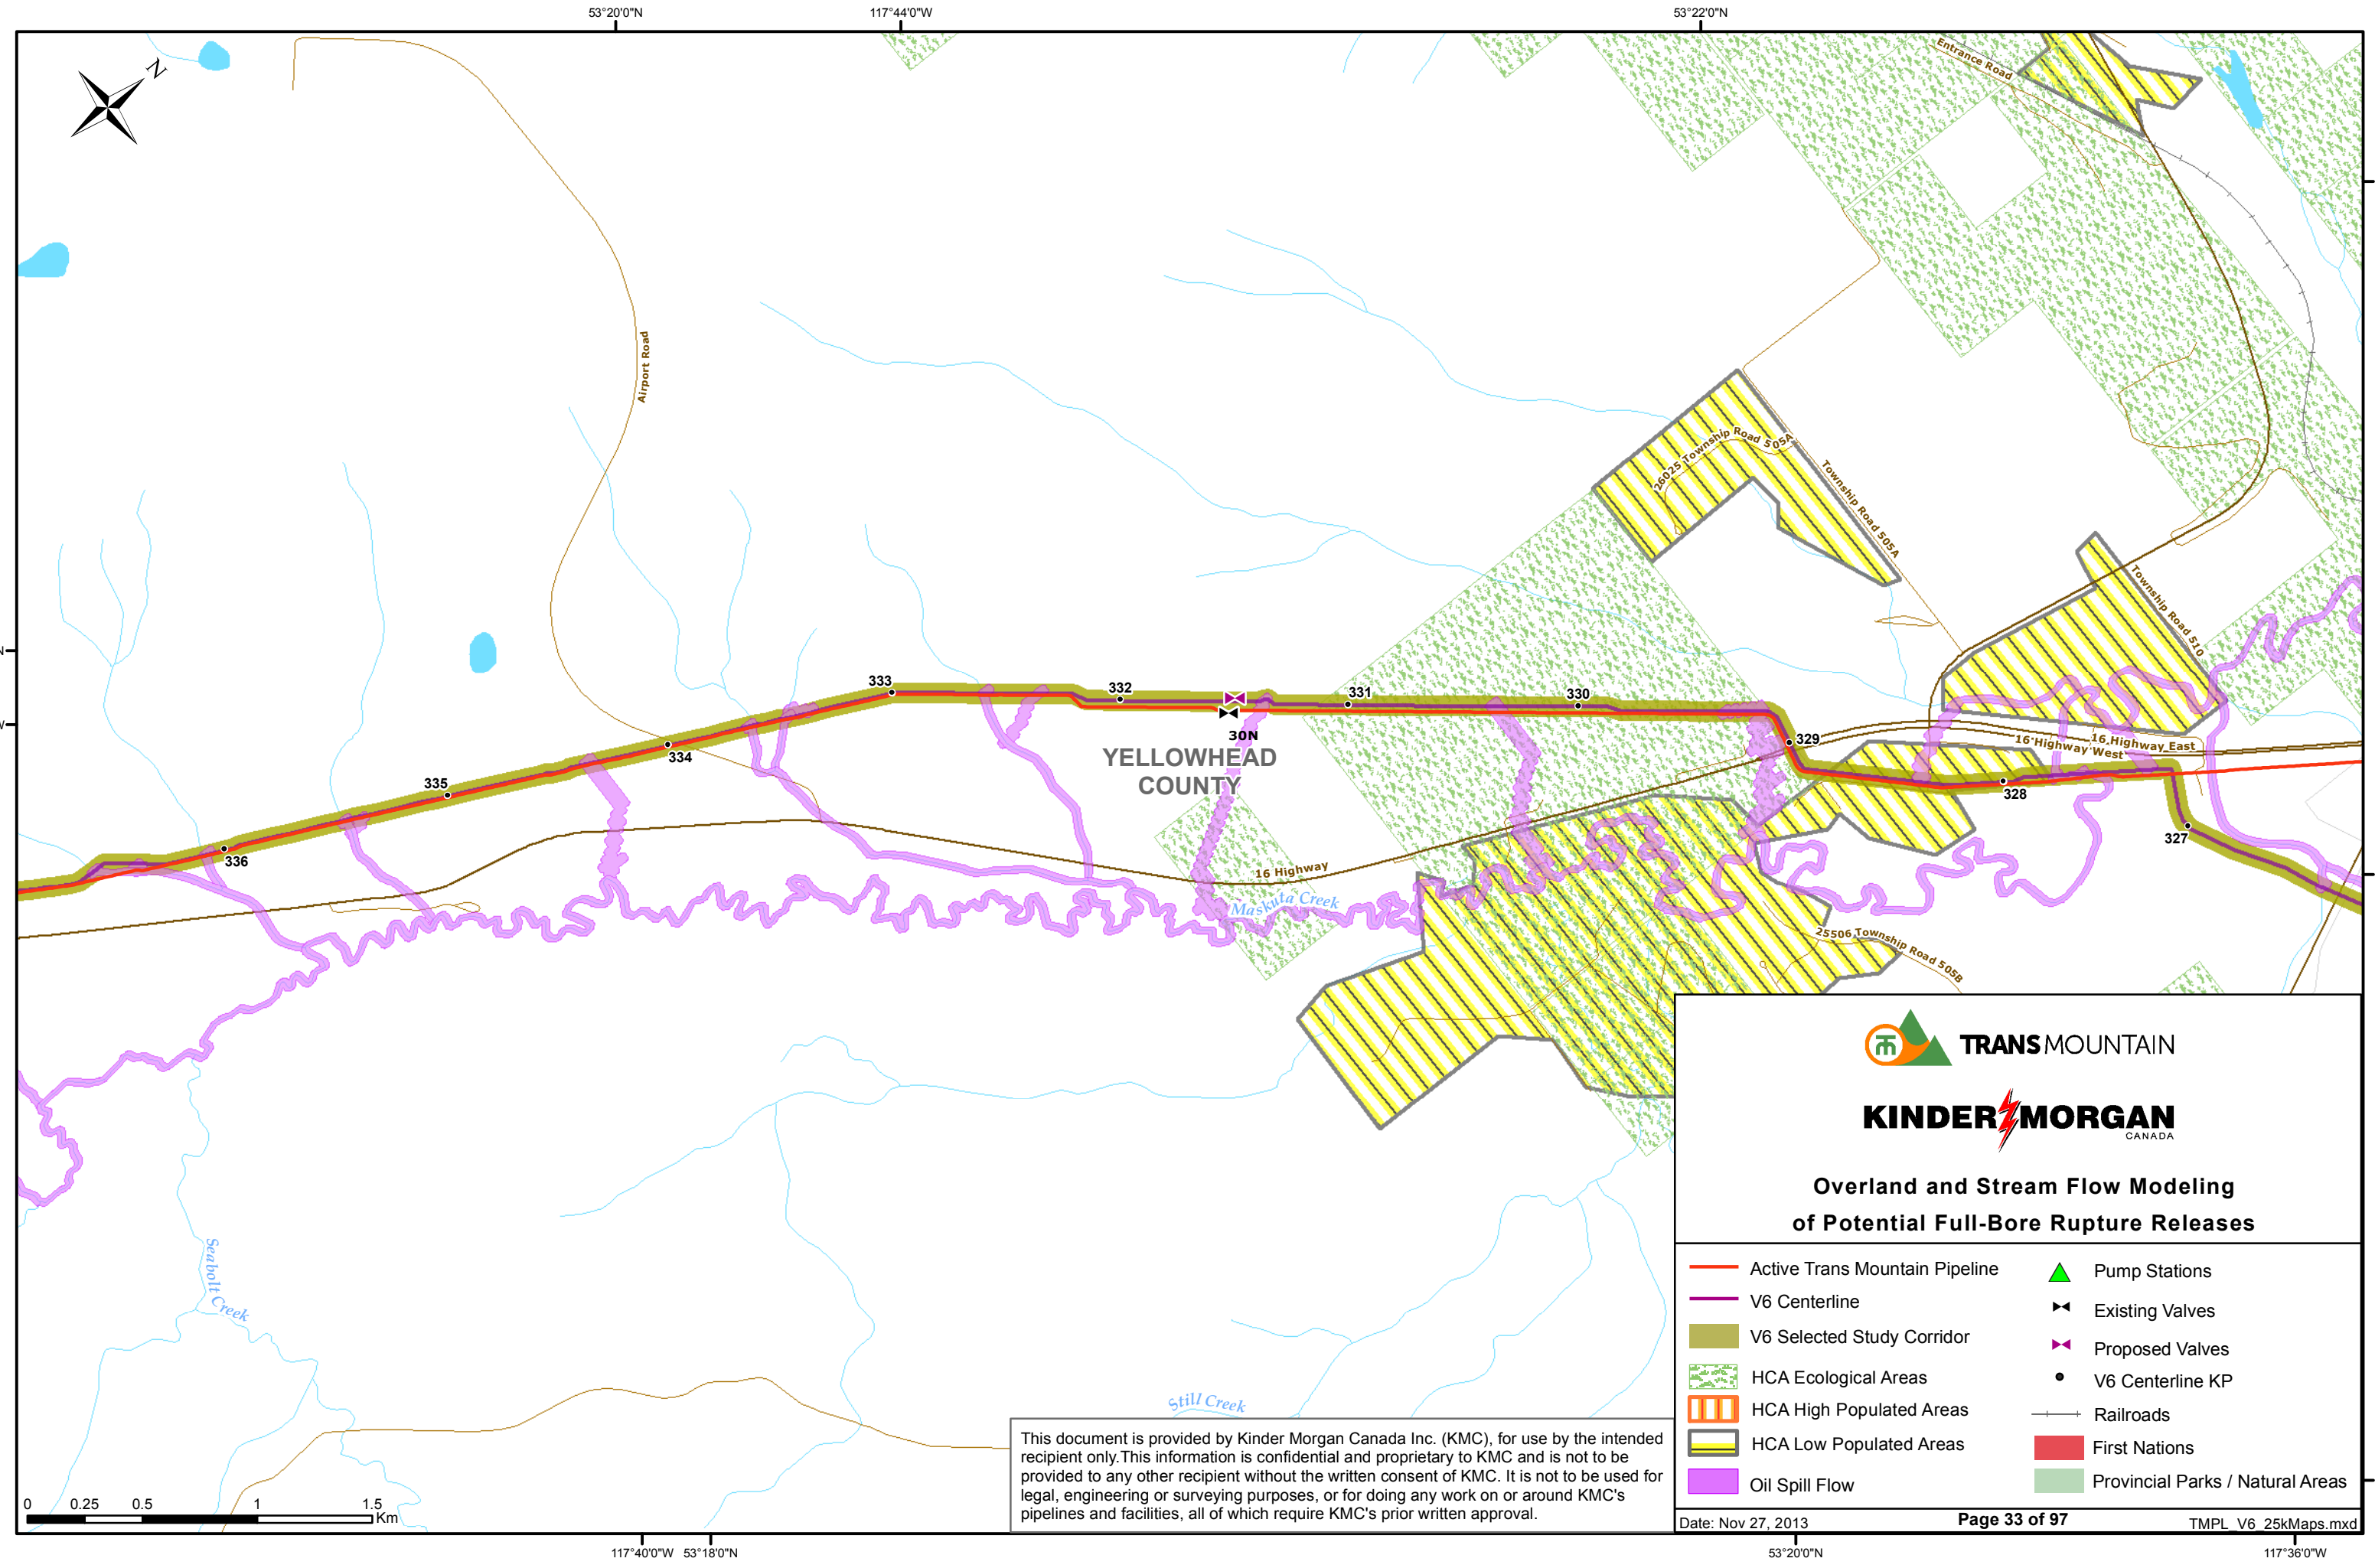 53°20'0"N
117°44'0"W
53°22'0"N
N
Entrance Road
Airport Road
26025 Township Road 505A
Township Road 505A
Township Road 510
333
332
331
330
329
334
335
336
30N
YELLOWHEAD
COUNTY
16 Highway East
16 Highway West
328
327
16 Highway
Maskuta Creek
25506 Township Road 505B
Seabolt Creek
Still Creek
TRANSMOUNTAIN
KINDER MORGAN
CANADA
Overland and Stream Flow Modeling
of Potential Full-Bore Rupture Releases
Active Trans Mountain Pipeline
V6 Centerline
V6 Selected Study Corridor
HCA Ecological Areas
HCA High Populated Areas
HCA Low Populated Areas
Oil Spill Flow
Pump Stations
Existing Valves
Proposed Valves
V6 Centerline KP
Railroads
First Nations
Provincial Parks / Natural Areas
Date: Nov 27, 2013
Page 33 of 97
TMPL_V6_25kMaps.mxd
This document is provided by Kinder Morgan Canada Inc. (KMC), for use by the intended
recipient only.This information is confidential and proprietary to KMC and is not to be
provided to any other recipient without the written consent of KMC. It is not to be used for
legal, engineering or surveying purposes, or for doing any work on or around KMC's
pipelines and facilities, all of which require KMC's prior written approval.
0 0.25 0.5 1 1.5
Km
117°40'0"W
53°18'0"N
53°20'0"N
117°36'0"W